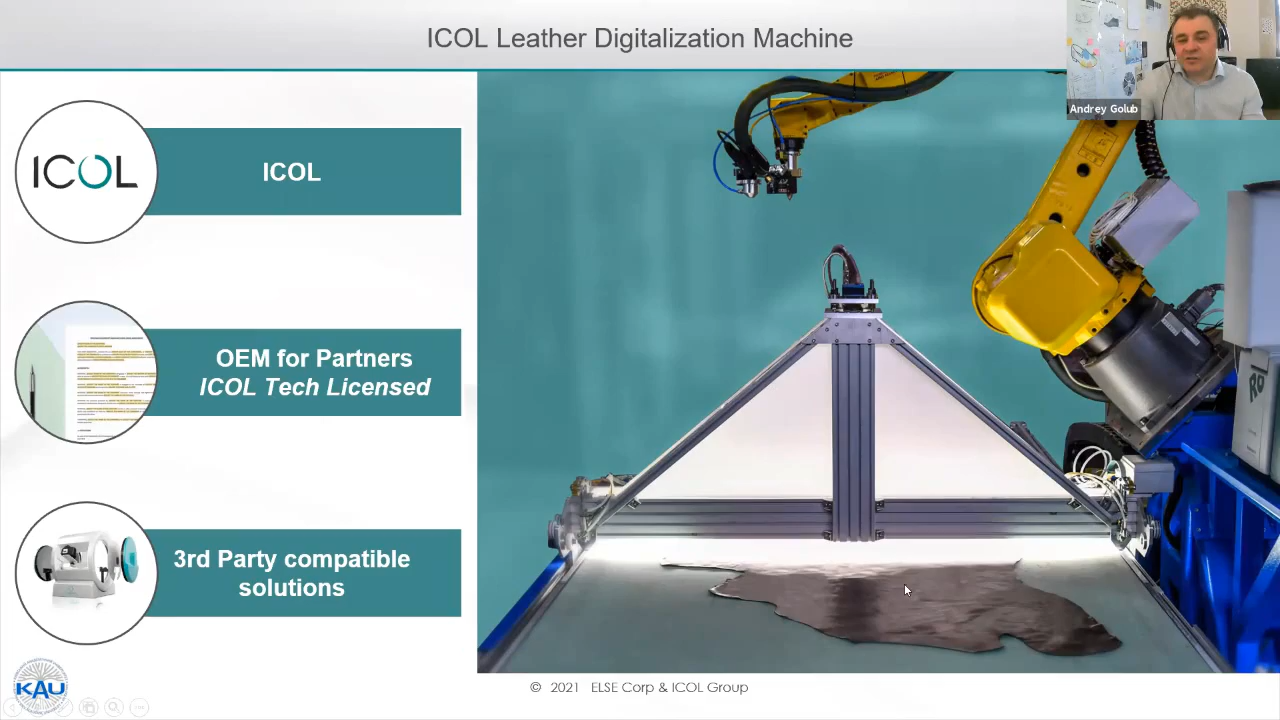 ICOL Leather Digitalization Machine
Andrey Golub
ICOL
ICOL
OEM for Partners
ICOL Tech Licensed
3rd Party compatible
solutions
KAU
© 2021 ELSE Corp & ICOL Group